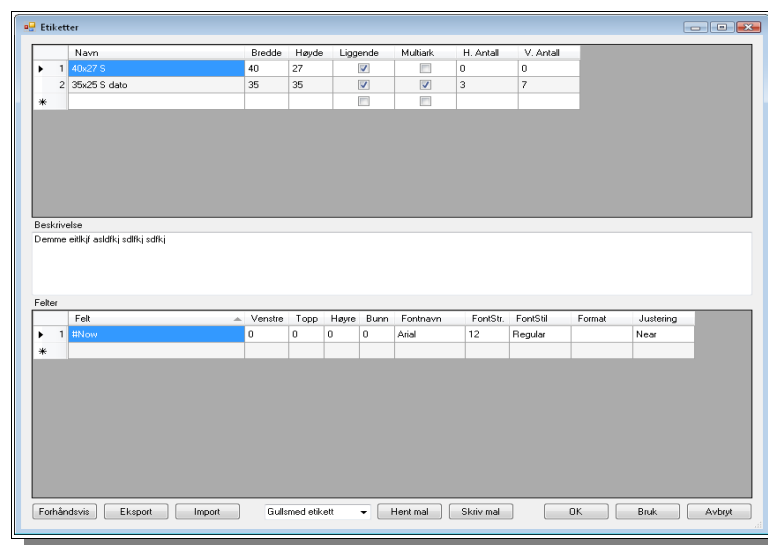 Etiketter
Navn Bredde Høyde Liggende Multiark H. Antall V. Antall
1 40x27 S 40 27 0 0
2 35x25 S dato 35 35 3 7
Beskrivelse
Demme eitlkjf asldfkj sdlfkj sdfkj
Felter
Felt Venstre Topp Høyre Bunn Fontnavn FontStr. FontStil Format Justering
1 #Now 0 0 0 0 Arial 12 Regular Near
Forhåndsvis Eksport Import Gullsmed etikett Hent mal Skriv mal OK Bruk Avbryt